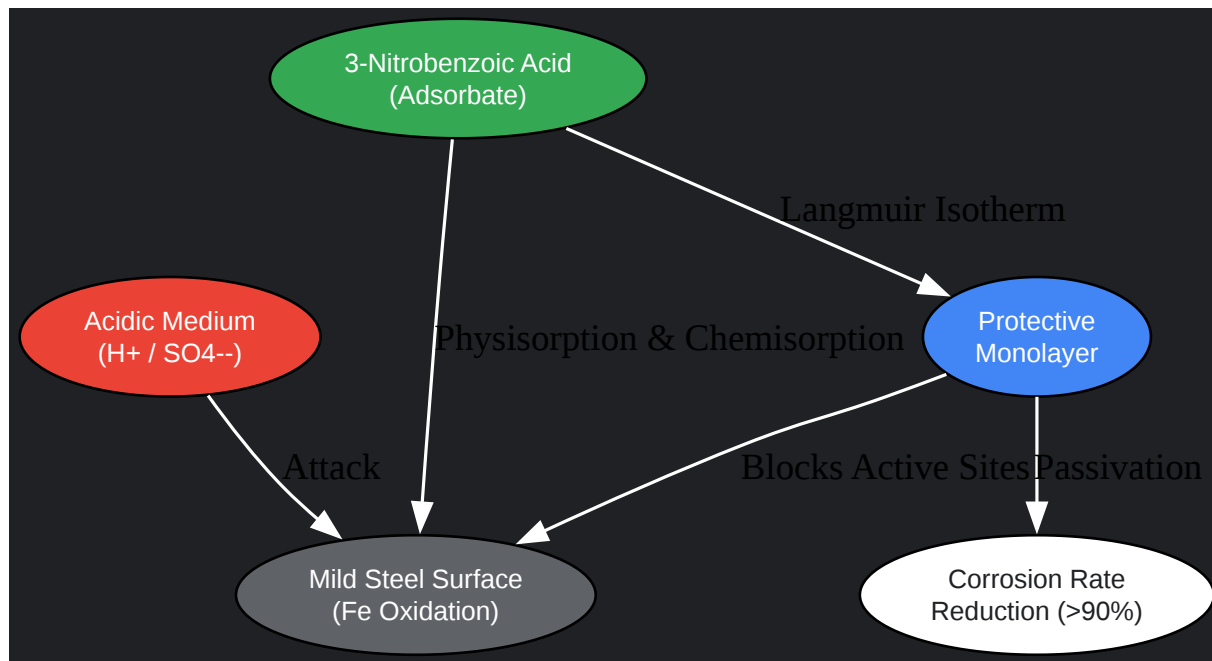 3-Nitrobenzoic Acid
(Adsorbate)
Langmuir Isotherm
Acidic Medium
(H+ / SO4--)
Physisorption & Chemisorption
Protective
Monolayer
Attack
Blocks Active Sites
Passivation
Mild Steel Surface
(Fe Oxidation)
Corrosion Rate
Reduction (>90%)